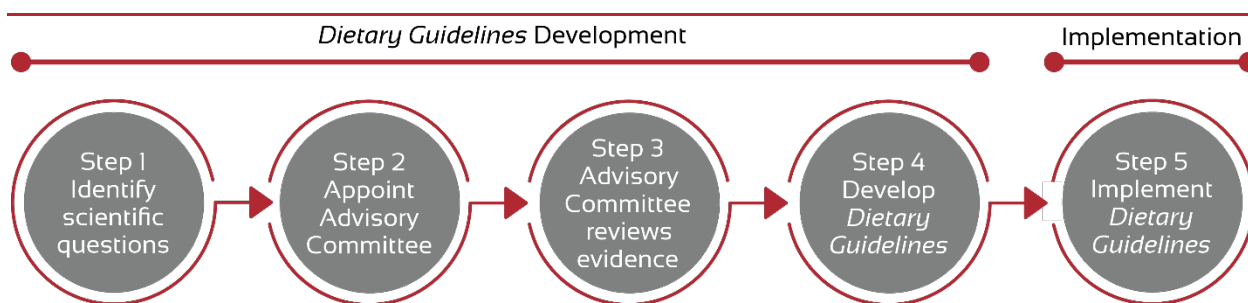 Dietary Guidelines Development
Implementation
Step 1
Identify
scientific
questions
Step 2
Appoint
Advisory
Committee
Step 3
Advisory
Committee
reviews
evidence
Step 4
Develop
Dietary
Guidelines
Step 5
Implement
Dietary
Guidelines